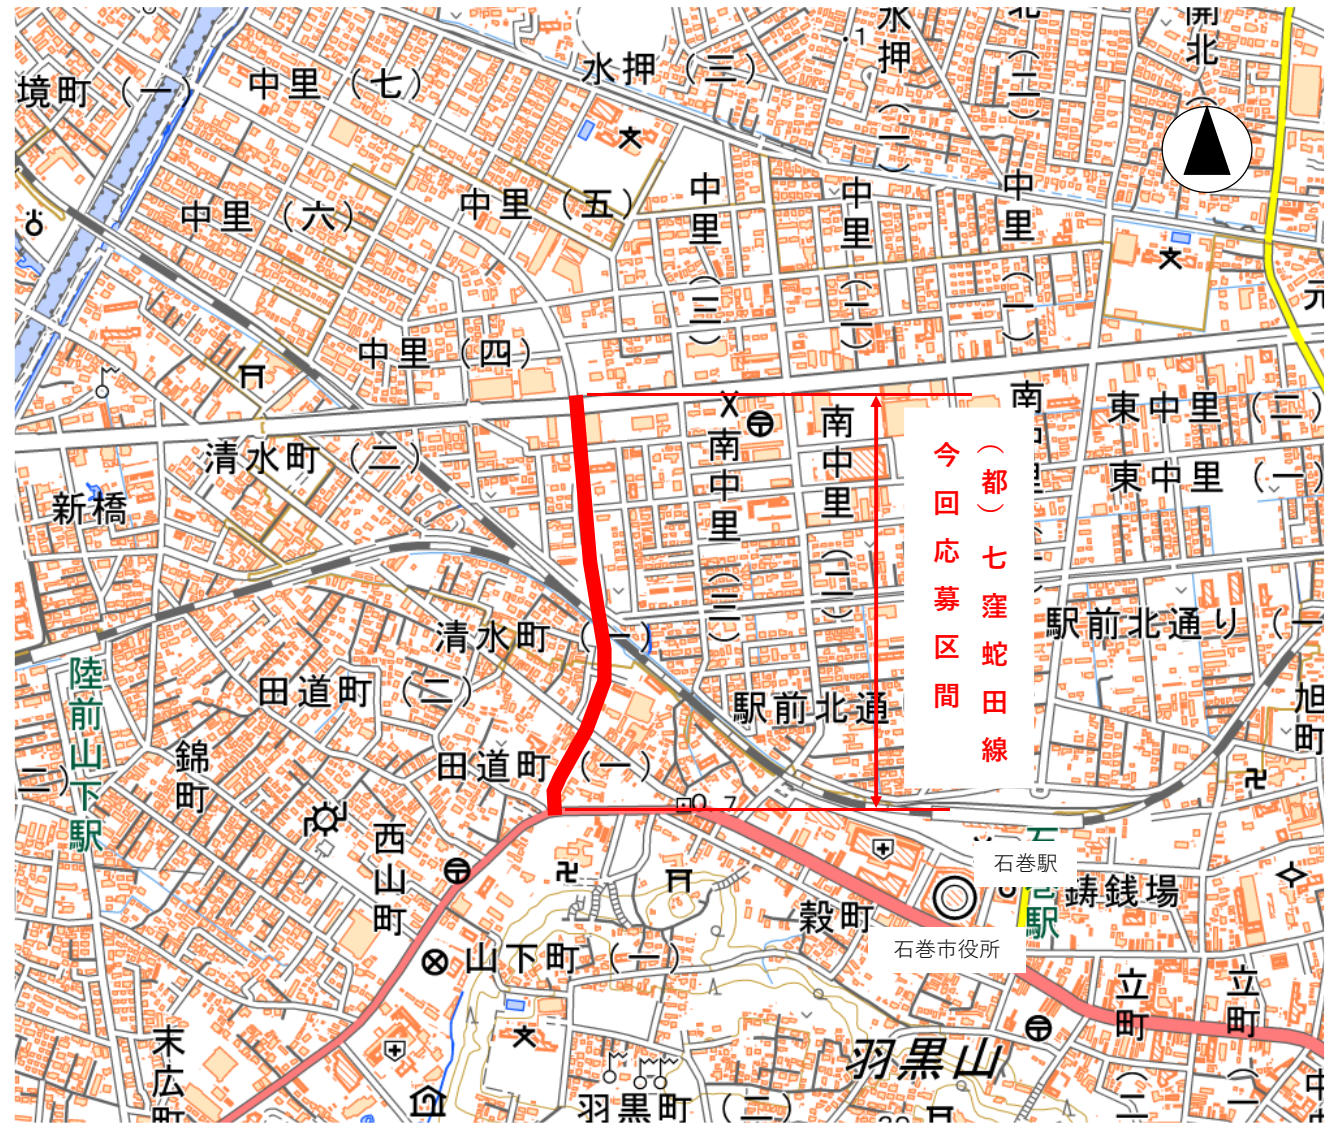 境町（一）
中里（七）
水押（三）
水押（二）
・1
中里（六）
中里（五）
中里（三）
中里（二）
中里（一）
中里（四）
清水町（二）
新橋
南中里（三）
南中里（二）
東中里（二）
東中里（一）
（都）七窪蛇田線
今回応募区間
清水町（一）
駅前北通り（一
駅前北通
田道町（二）
田道町（一）
陸前山下駅
錦町
二）
旭町
西山町
0.7
石巻駅
石巻市役所
鋳銭場
穀町
山下町（一）
立町
立町（二
末広町
羽黒山
羽黒町（二）